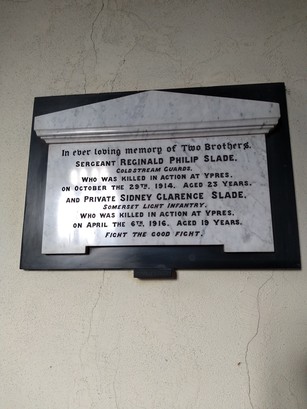 In ever loving memory of Two Brothers.
SERGEANT REGINALD PHILIP SLADE,
COLDSTREAM GUARDS,
WHO WAS KILLED IN ACTION AT YPRES,
ON OCTOBER THE 29TH, 1914. AGED 23 YEARS.
AND PRIVATE SIDNEY CLARENCE SLADE,
SOMERSET LIGHT INFANTRY,
WHO WAS KILLED IN ACTION AT YPRES,
ON APRIL THE 6TH, 1916. AGED 19 YEARS.
FIGHT THE GOOD FIGHT.